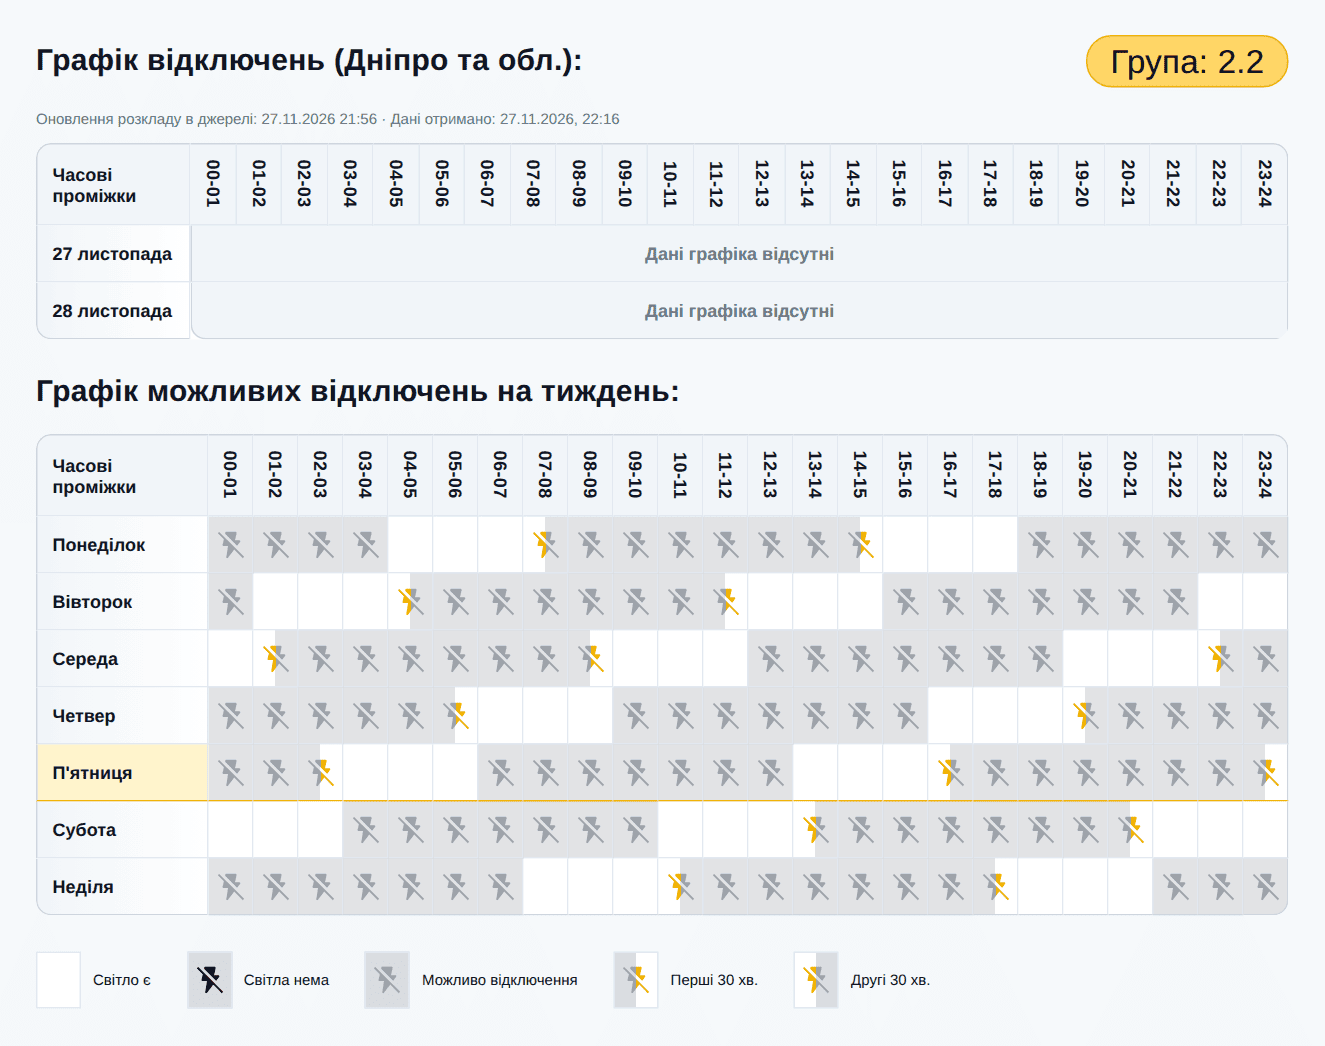 Графік відключень (Дніпро та обл.):
Група: 2.2
Оновлення розкладу в джерелі: 27.11.2026 21:56 · Дані отримано: 27.11.2026, 22:16
Часові проміжки 00-01 01-02 02-03 03-04 04-05 05-06 06-07 07-08 08-09 09-10 10-11 11-12 12-13 13-14 14-15 15-16 16-17 17-18 18-19 19-20 20-21 21-22 22-23 23-24
27 листопада Дані графіка відсутні
28 листопада Дані графіка відсутні
Графік можливих відключень на тиждень:
Часові проміжки 00-01 01-02 02-03 03-04 04-05 05-06 06-07 07-08 08-09 09-10 10-11 11-12 12-13 13-14 14-15 15-16 16-17 17-18 18-19 19-20 20-21 21-22 22-23 23-24
Понеділок
Вівторок
Середа
Четвер
П'ятниця
Субота
Неділя
Світло є Світла нема Можливо відключення Перші 30 хв. Другі 30 хв.